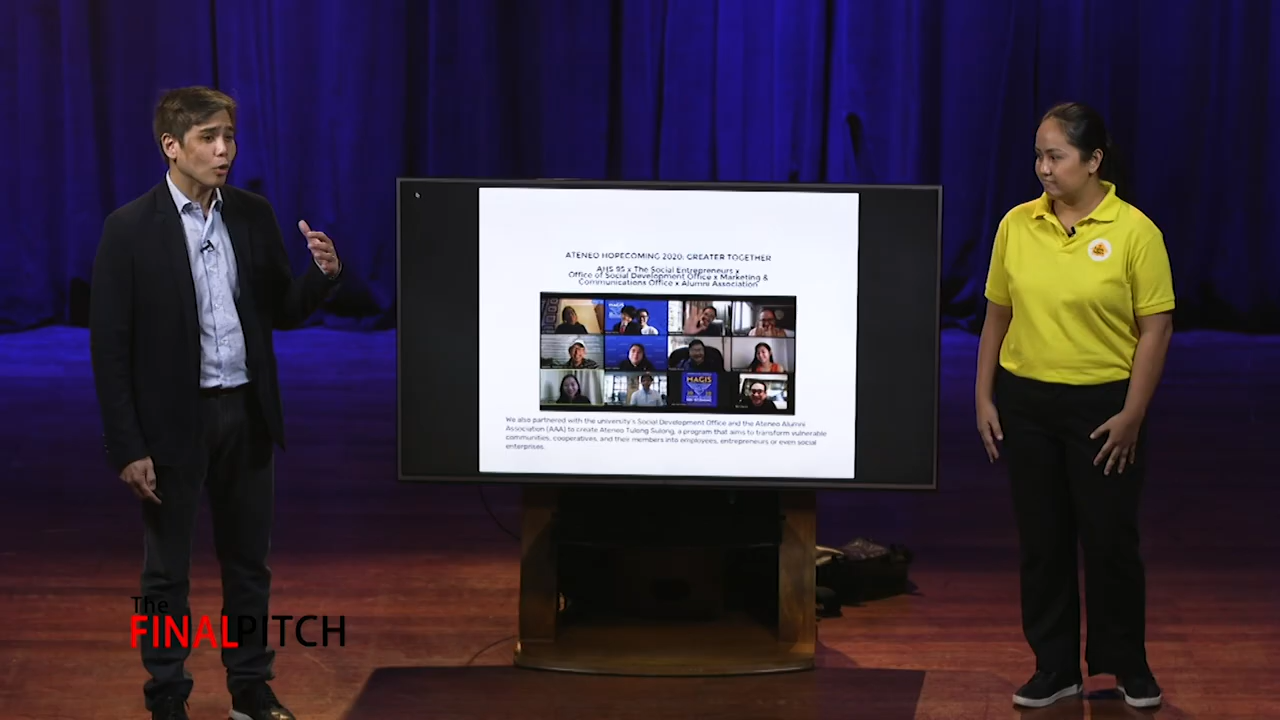 ATENEO HOPECOMING 2020: GREATER TOGETHER
AHS 95 x The Social Entrepreneurs x
Office of Social Development Office x Marketing &
Communications Office x Alumni Association
MAGIS
MAGIS
We also partnered with the university's Social Development Office and the Ateneo Alumni
Association (AAA) to create Ateneo Tulong Sulong, a program that aims to transform vulnerable
communities, cooperatives, and their members into employees, entrepreneurs or even social
enterprises.
The
FINALPITCH